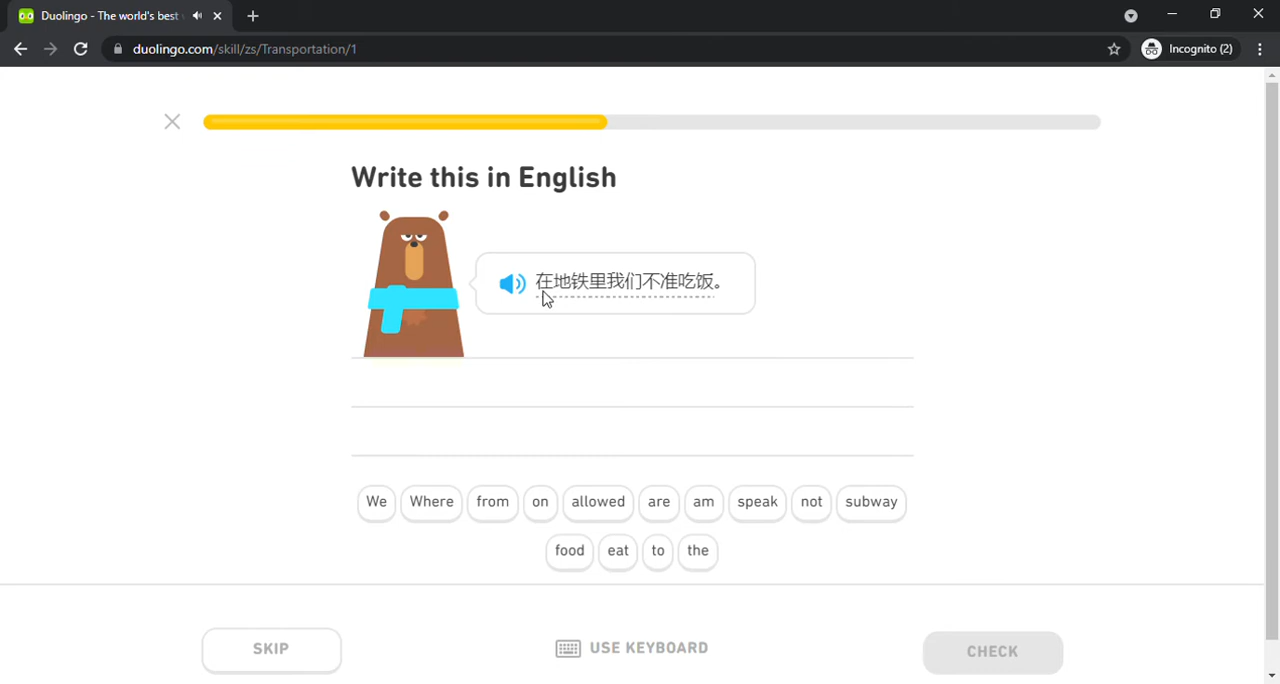 Duolingo - The world's best
duolingo.com/skill/zs/Transportation/1
Incognito (2)
Write this in English
在地铁里我们不准吃饭。
We Where from on allowed are am speak not subway
food eat to the
SKIP USE KEYBOARD CHECK